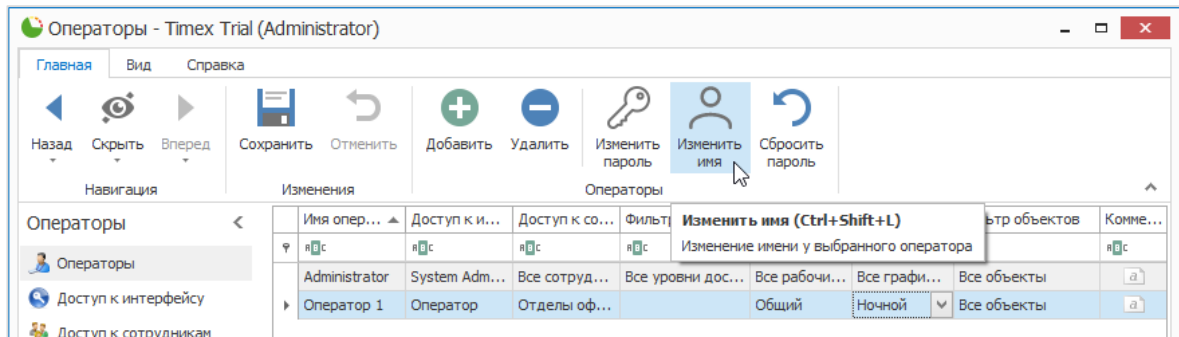 Операторы - Timex Trial (Administrator)
Главная Вид Справка
Назад Скрыть Вперед Сохранить Отменить Добавить Удалить Изменить пароль Изменить имя Сбросить пароль
Навигация Изменения Операторы
Операторы
Имя опер... Доступ к и... Доступ к со... Фильт Изменить имя (Ctrl+Shift+L) ьтр объектов Комме...
Изменение имени у выбранного оператора
Операторы
Administrator System Adm... Все сотруд... Все уровни дос... Все рабочи... Все графи... Все объекты
Доступ к интерфейсу
Оператор 1 Оператор Отделы оф... Общий Ночной Все объекты
Доступ к сотрудникам